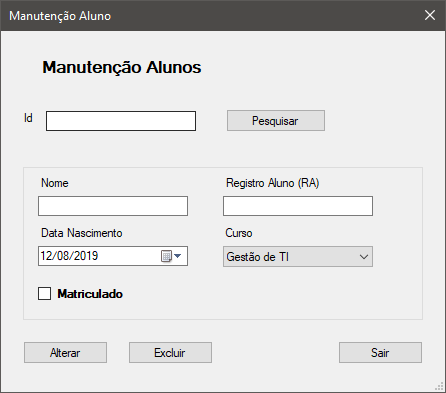 Manutenção Aluno
Manutenção Alunos
Id
Pesquisar
Nome
Registro Aluno (RA)
Data Nascimento
Curso
12/08/2019
Gestão de TI
Matriculado
Alterar
Excluir
Sair